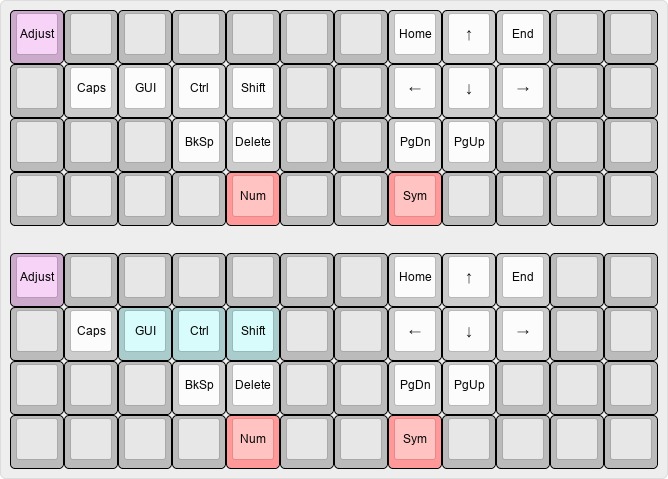 Adjust Home ↑ End
Caps GUI Ctrl Shift ← ↓ →
BkSp Delete PgDn PgUp
Num Sym
Adjust Home ↑ End
Caps GUI Ctrl Shift ← ↓ →
BkSp Delete PgDn PgUp
Num Sym